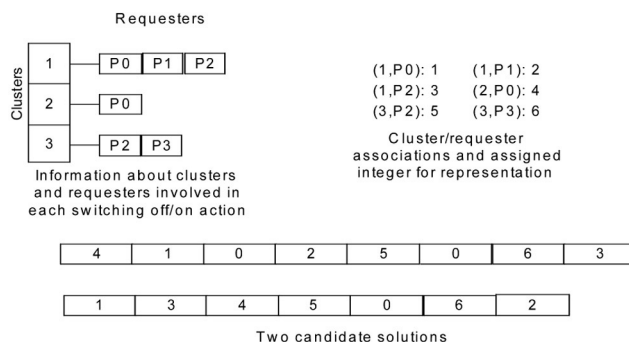 Requesters
Clusters
1 P0 P1 P2
2 P0
3 P2 P3
Information about clusters
and requesters involved in
each switching off/on action
(1,P0): 1 (1,P1): 2
(1,P2): 3 (2,P0): 4
(3,P2): 5 (3,P3): 6
Cluster/requester
associations and assigned
integer for representation
4 1 0 2 5 0 6 3
1 3 4 5 0 6 2
Two candidate solutions